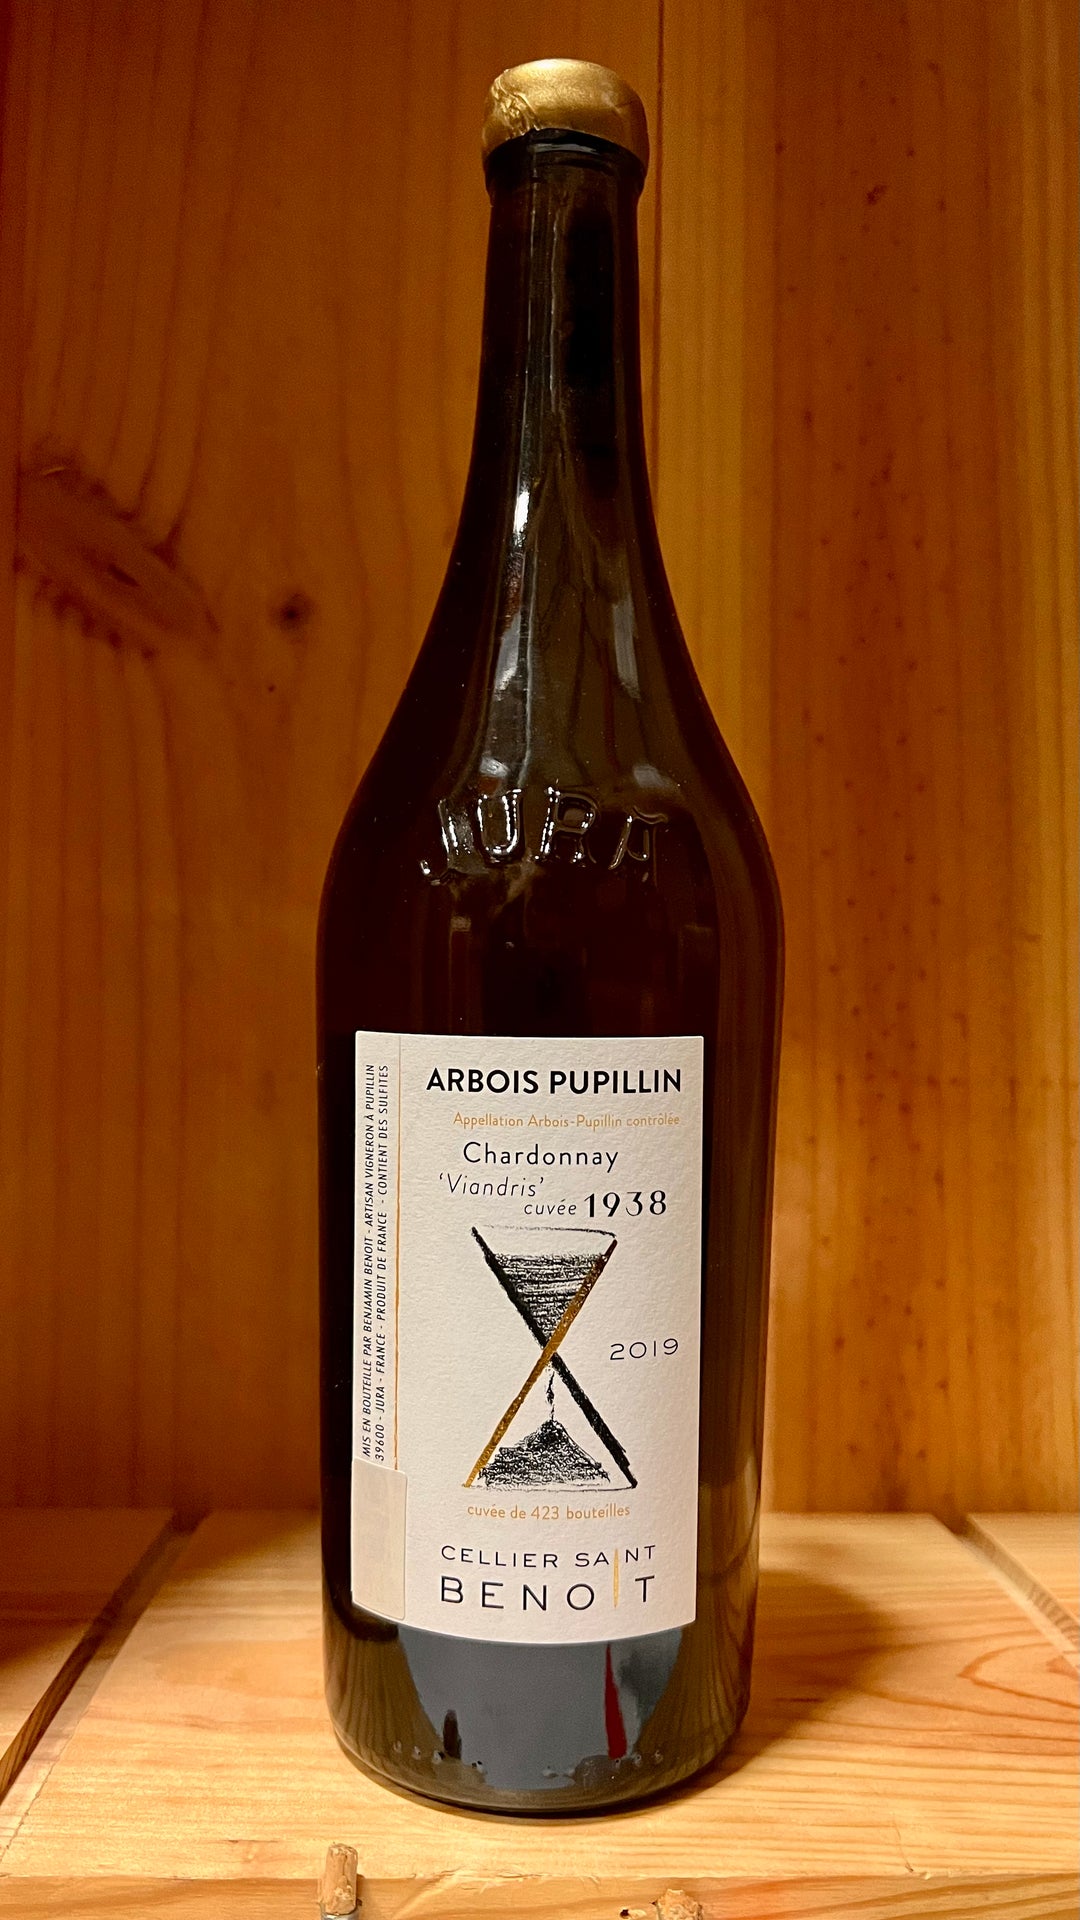 JURA
ARBOIS PUPILLIN
Appellation Arbois-Pupillin contrôlée
Chardonnay
'Viandris'
cuvée 1938
2019
cuvée de 423 bouteilles
CELLIER SAINT
BENOIT
MIS EN BOUTEILLE PAR BENJAMIN BENOIT - ARTISAN VIGNERON À PUPILLIN
39600 - JURA - FRANCE - PRODUIT DE FRANCE - CONTIENT DES SULFITES